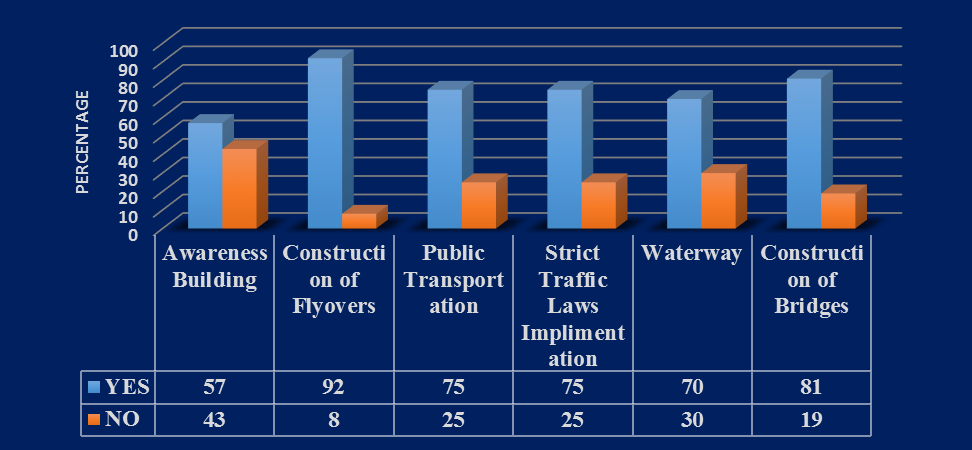 PERCENTAGE
100
90
80
70
60
50
40
30
20
10
0
Awareness
Building
Constructi
on of
Flyovers
Public
Transport
ation
Strict
Traffic
Laws
Impliment
ation
Waterway
Constructi
on of
Bridges
YES 57 92 75 75 70 81
NO 43 8 25 25 30 19